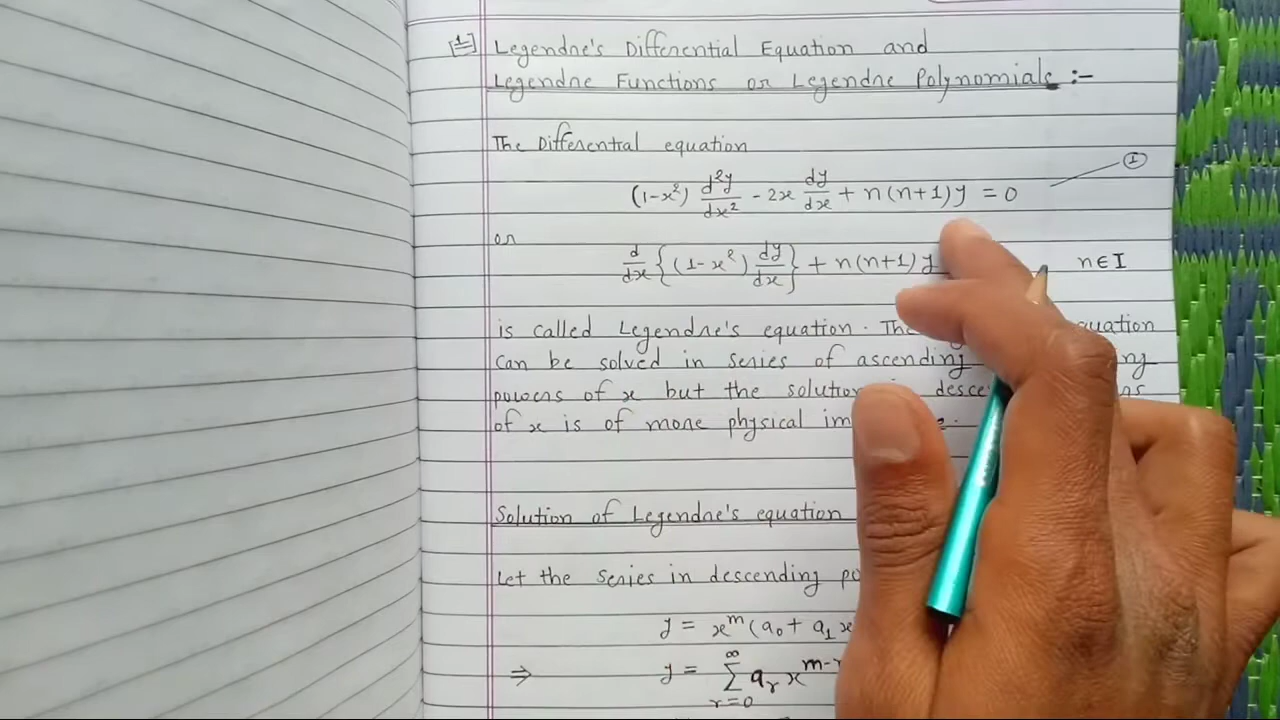 [1] Legendre's Differential Equation and
Legendre Functions or Legendre Polynomials :-
The Differential equation
(1-x²) d²y/dx² - 2x dy/dx + n(n+1)y = 0 ①
or
d/dx {(1-x²) dy/dx} + n(n+1)y n∈I
is called Legendre's equation. The
can be solved in series of ascending
powers of x but the solution
of x is of more physical
Solution of Legendre's equation
Let the series in descending
y = x^m (a₀ + a₁
⇒ y = ∑_{r=0}^{∞} a_r x^{m-r}